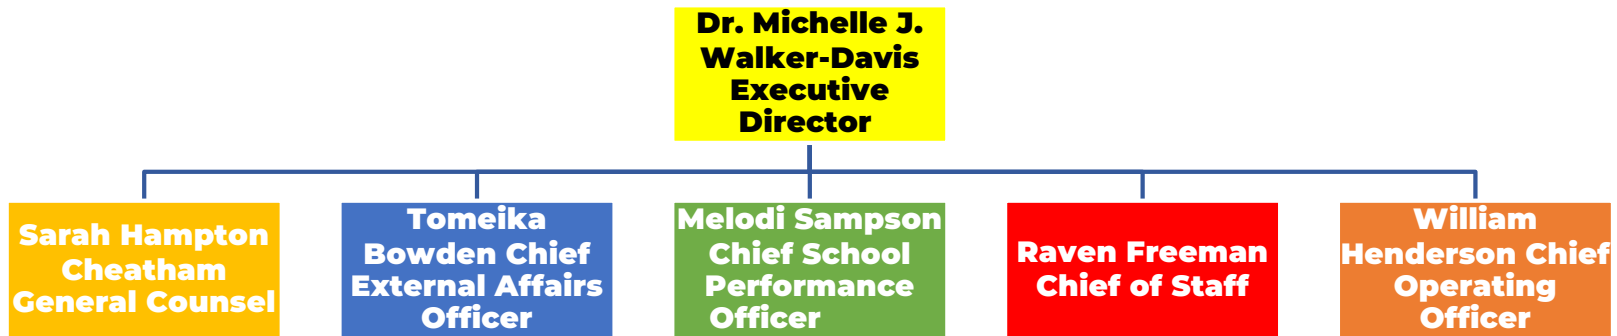 Dr. Michelle J.
Walker-Davis
Executive
Director
Sarah Hampton
Cheatham
General Counsel
Tomeika
Bowden Chief
External Affairs
Officer
Melodi Sampson
Chief School
Performance
Officer
Raven Freeman
Chief of Staff
William
Henderson Chief
Operating
Officer